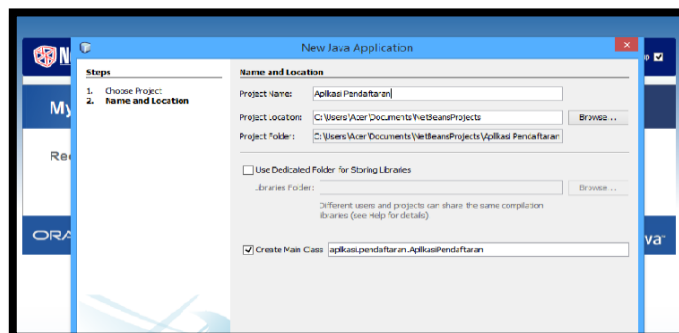 New Java Application
Steps
1. Choose Project
2. Name and Location
Name and Location
Project Name: Aplikasi Pendaftaran
Project Location: C:\Users\Acer\Documents\NetBeansProjects Browse...
Project Folder: C:\Users\Acer\Documents\NetBeansProjects\Aplikasi Pendaftaran
Use Dedicated Folder for Storing Libraries
Libraries Folder: Browse...
Different users and projects can share the same compilation
libraries (see Help for details)
Create Main Class aplikasi.pendaftaran.AplikasiPendaftaran
N
My
Re
ORA
va